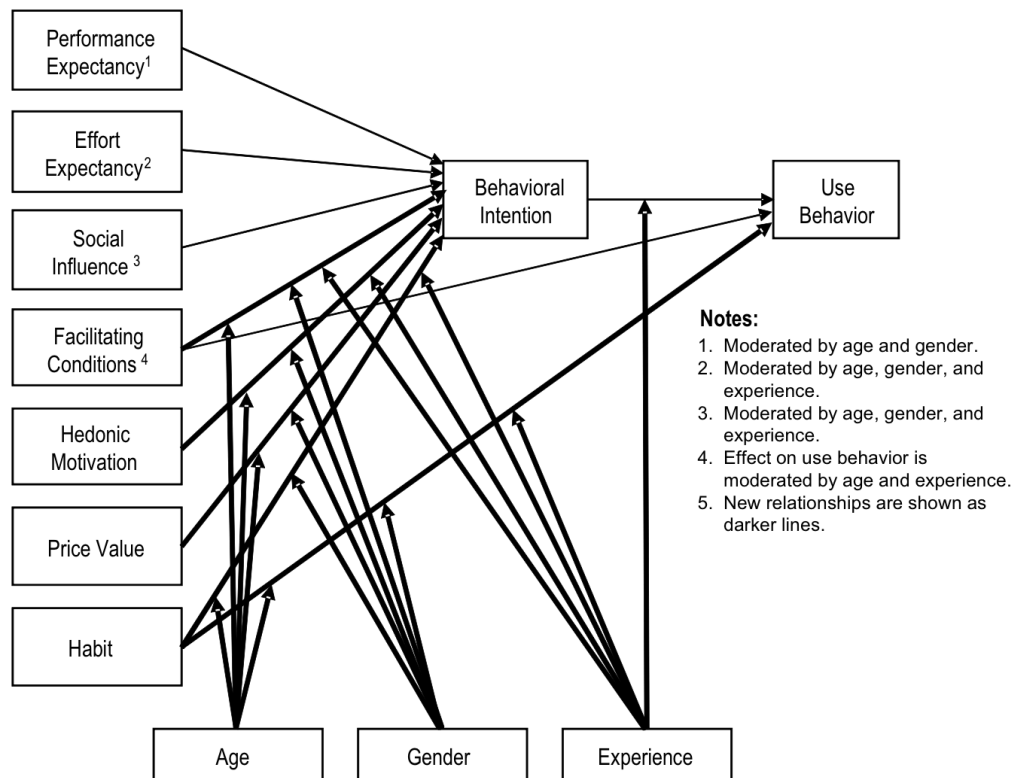 Performance
Expectancy1
Effort
Expectancy2
Social
Influence 3
Facilitating
Conditions 4
Hedonic
Motivation
Price Value
Habit
Behavioral
Intention
Use
Behavior
Notes:
1. Moderated by age and gender.
2. Moderated by age, gender, and
experience.
3. Moderated by age, gender, and
experience.
4. Effect on use behavior is
moderated by age and experience.
5. New relationships are shown as
darker lines.
Age
Gender
Experience